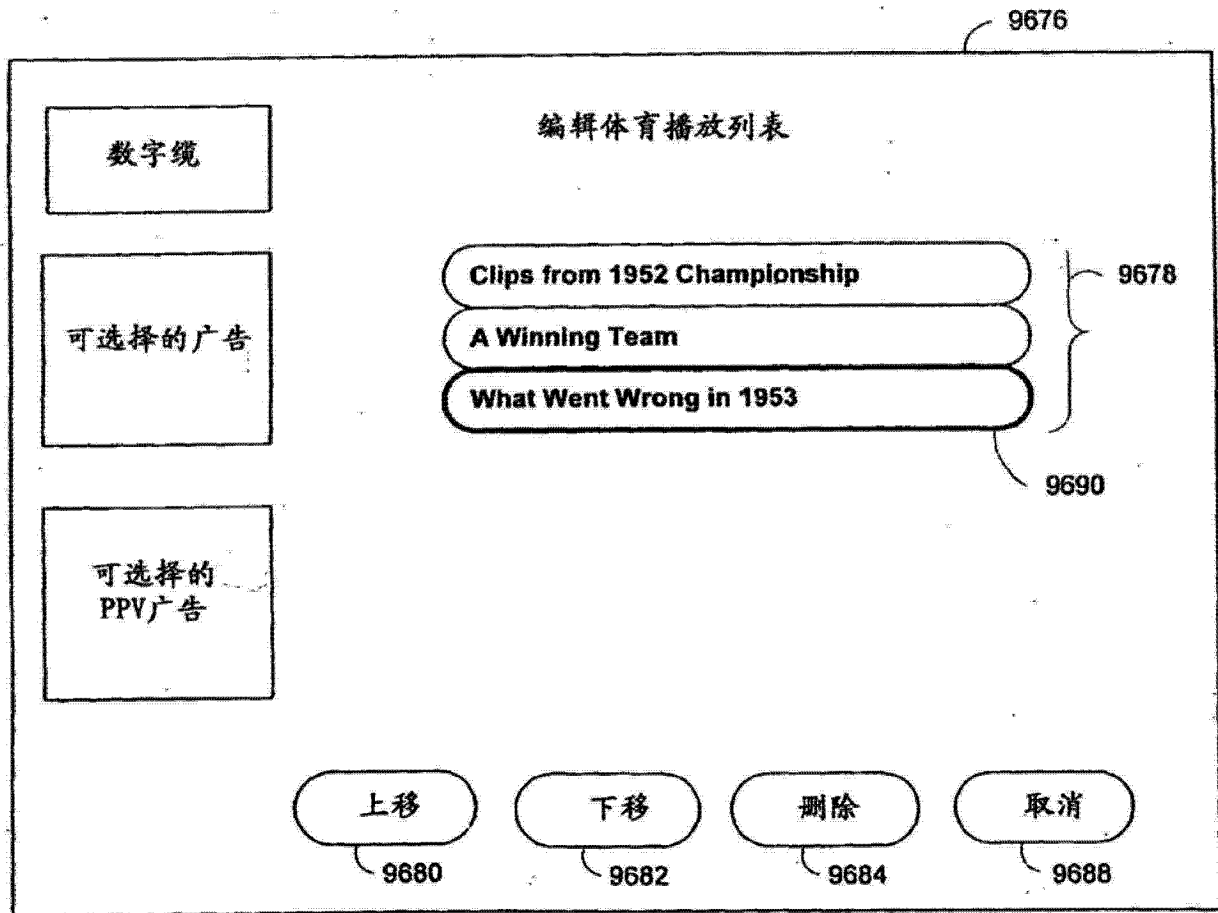 9676
数字缆
编辑体育播放列表
可选择的广告
Clips from 1952 Championship
9678
A Winning Team
What Went Wrong in 1953
9690
可选择的
PPV广告
上移
下移
删除
取消
9680
9682
9684
9688